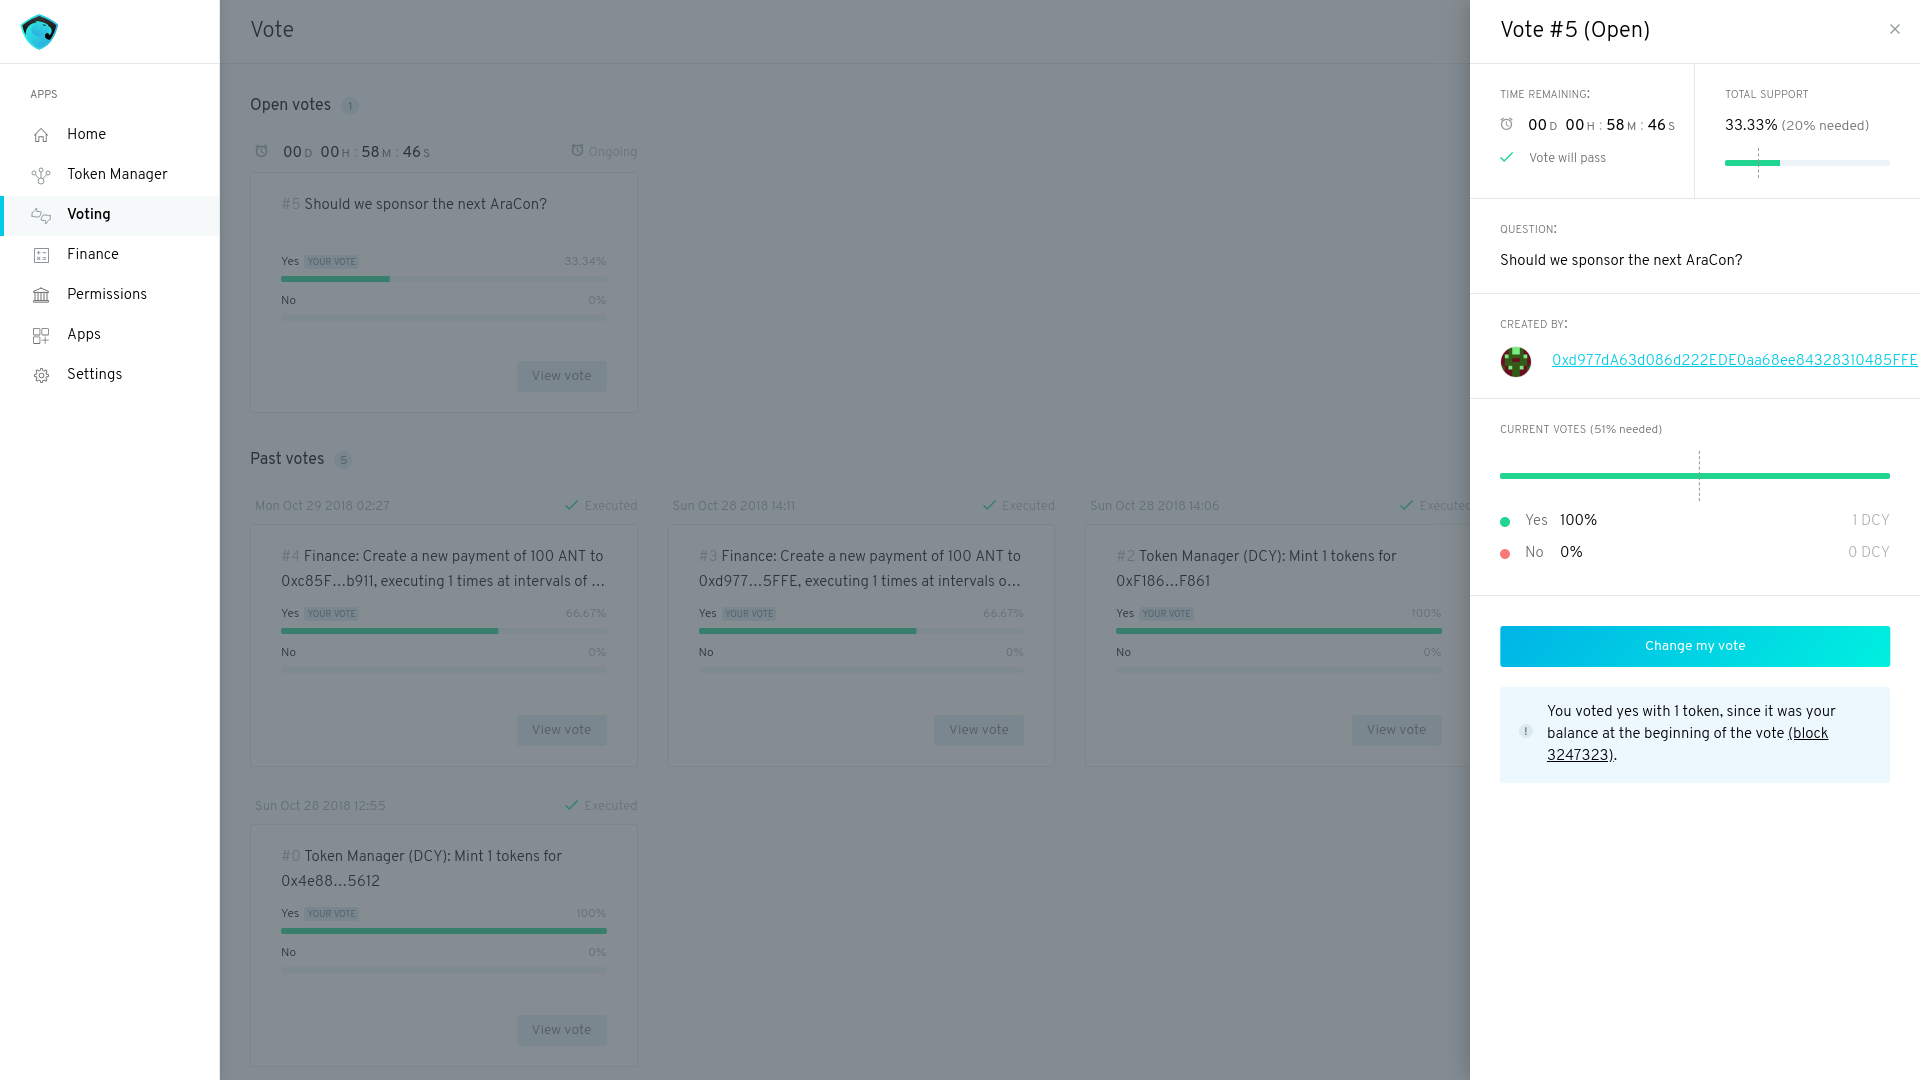 APPS
Home
Token Manager
Voting
Finance
Permissions
Apps
Settings
Vote
Open votes 1
00 D 00 H : 58 M : 46 S Ongoing
#5 Should we sponsor the next AraCon?
Yes YOUR VOTE 33.34%
No 0%
View vote
Past votes 5
Mon Oct 29 2018 02:27 Executed
#4 Finance: Create a new payment of 100 ANT to
0xc85F…b911, executing 1 times at intervals of …
Yes YOUR VOTE 66.67%
No 0%
View vote
Sun Oct 28 2018 14:11 Executed
#3 Finance: Create a new payment of 100 ANT to
0xd977…5FFE, executing 1 times at intervals o…
Yes YOUR VOTE 66.67%
No 0%
View vote
Sun Oct 28 2018 14:06 Execute
#2 Token Manager (DCY): Mint 1 tokens for
0xF186…F861
Yes YOUR VOTE 100%
No 0%
View vote
Sun Oct 28 2018 12:55 Executed
#0 Token Manager (DCY): Mint 1 tokens for
0x4e88…5612
Yes YOUR VOTE 100%
No 0%
View vote
Vote #5 (Open)
TIME REMAINING:
00 D 00 H : 58 M : 46 S
Vote will pass
TOTAL SUPPORT
33.33% (20% needed)
QUESTION:
Should we sponsor the next AraCon?
CREATED BY:
0xd977dA63d086d222EDE0aa68ee84328310485FFE
CURRENT VOTES (51% needed)
Yes 100% 1 DCY
No 0% 0 DCY
Change my vote
You voted yes with 1 token, since it was your
balance at the beginning of the vote (block
3247323).